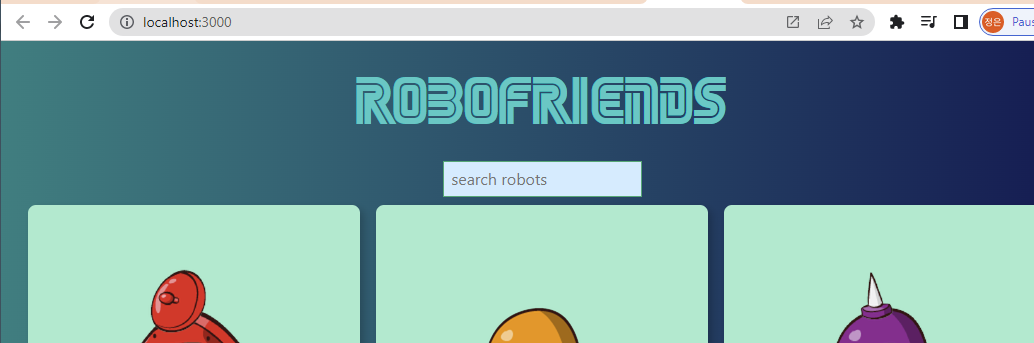 localhost:3000
정은
Paus
ROBOFRIENDS
search robots